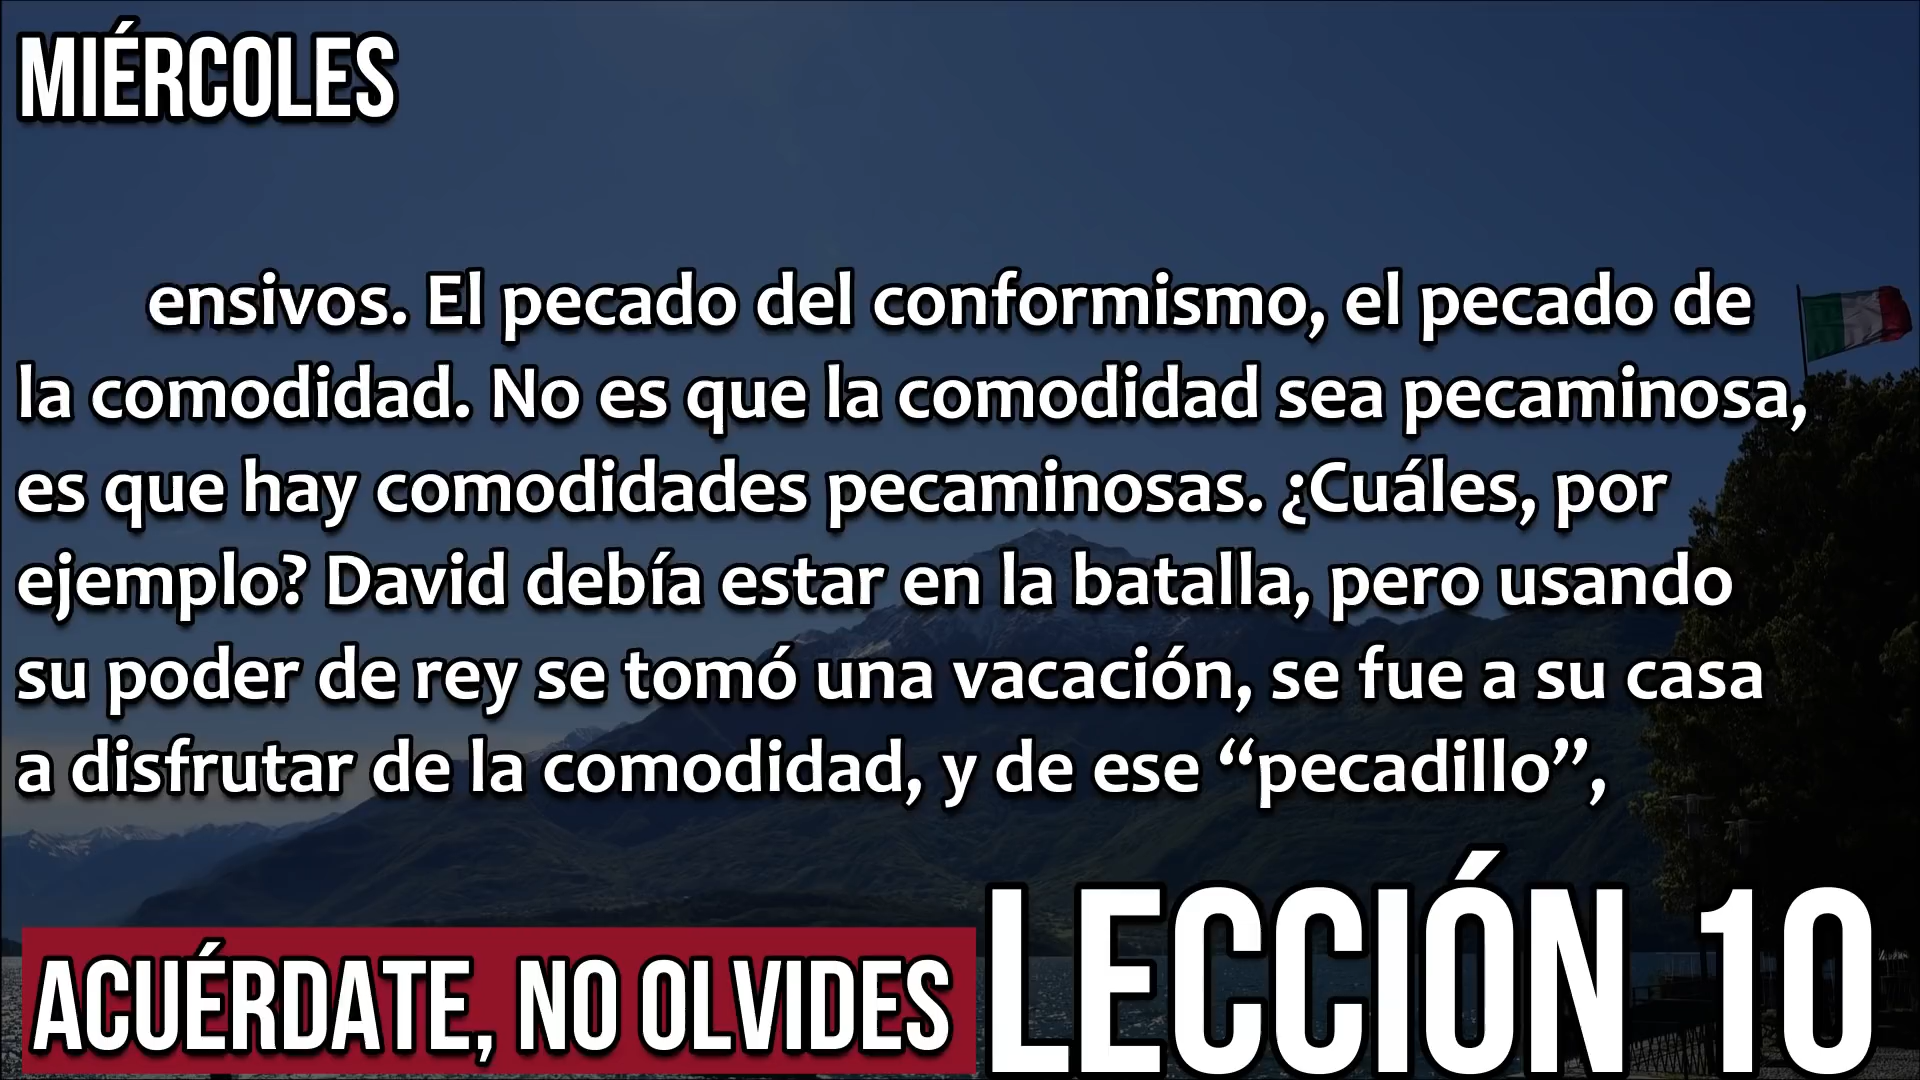 MIÉRCOLES
ensivos. El pecado del conformismo, el pecado de
la comodidad. No es que la comodidad sea pecaminosa,
es que hay comodidades pecaminosas. ¿Cuáles, por
ejemplo? David debía estar en la batalla, pero usando
su poder de rey se tomó una vacación, se fue a su casa
a disfrutar de la comodidad, y de ese “pecadillo”,
ACUÉRDATE, NO OLVIDES
LECCIÓN 10